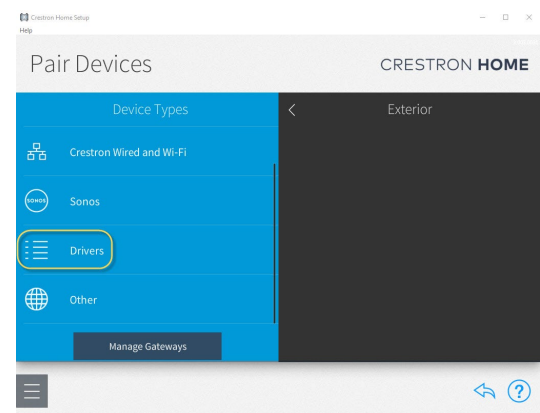 Crestron Home Setup
Help
Pair Devices
CRESTRON HOME
Device Types
Exterior
Crestron Wired and Wi-Fi
SONOS
Sonos
Drivers
Other
Manage Gateways
?